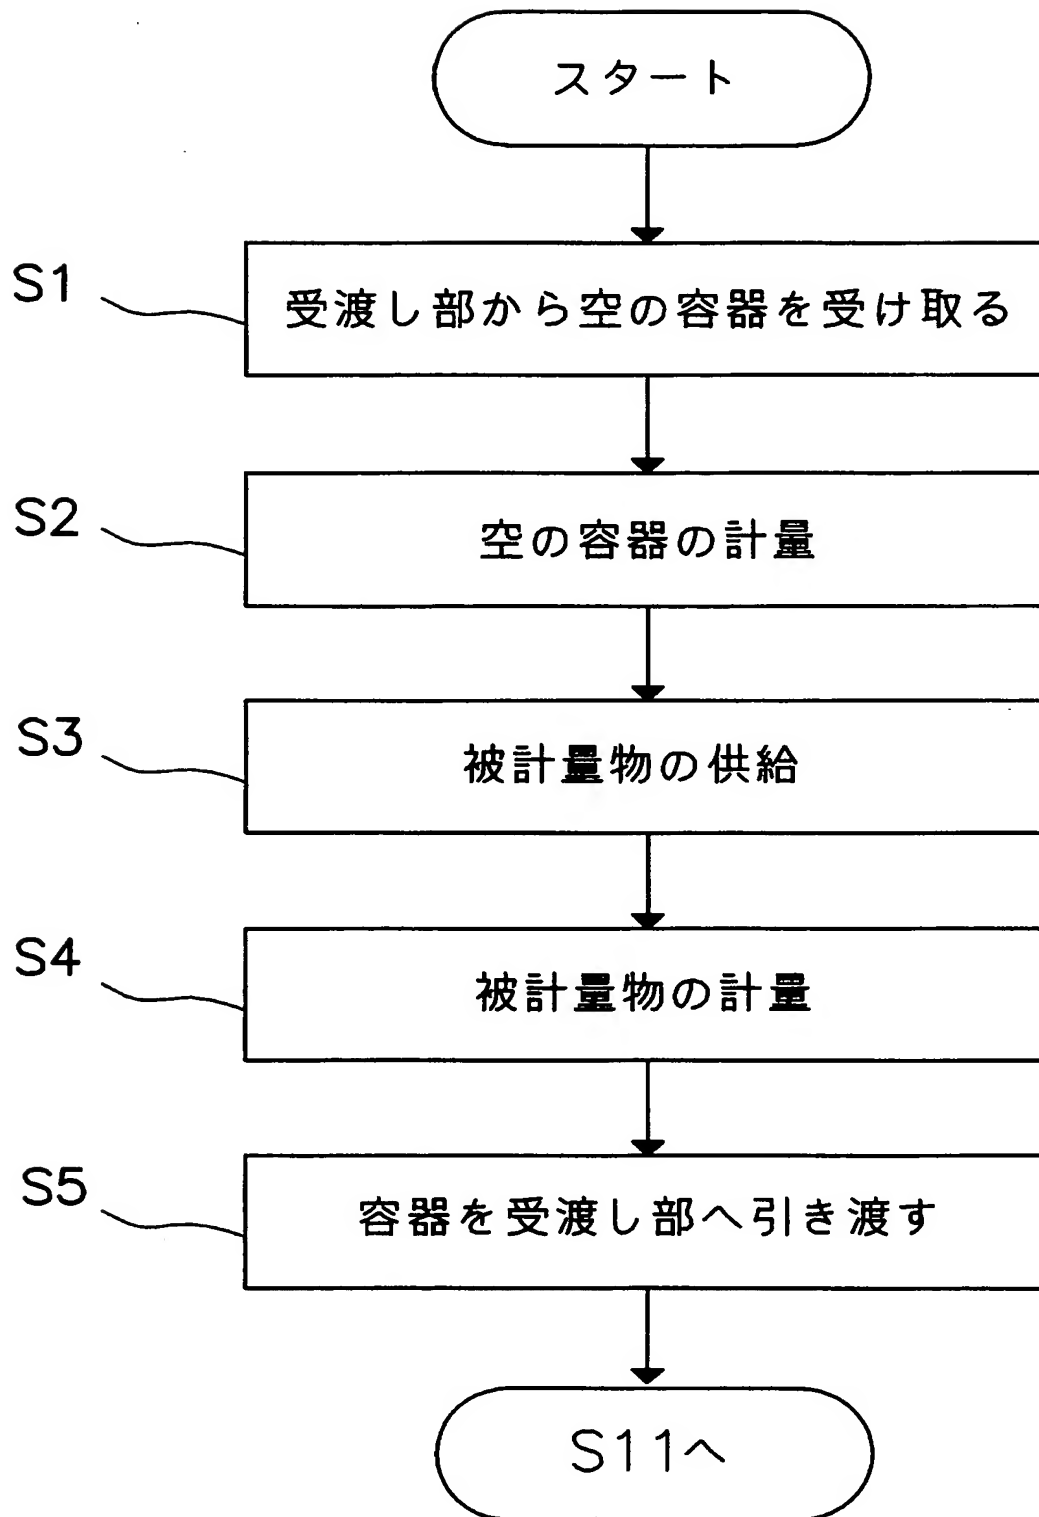 スタート
S1
受渡し部から空の容器を受け取る
S2
空の容器の計量
S3
被計量物の供給
S4
被計量物の計量
S5
容器を受渡し部へ引き渡す
S11へ